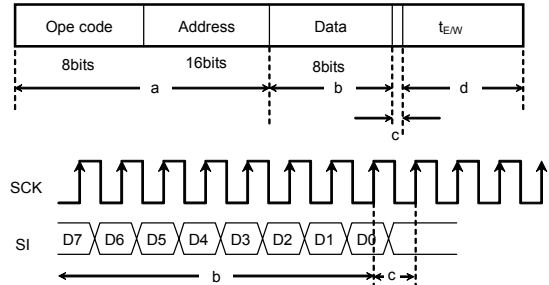 Ope code Address Data tE/W
8bits 16bits 8bits
a b d
c
SCK
SI D7 D6 D5 D4 D3 D2 D1 D0
b c